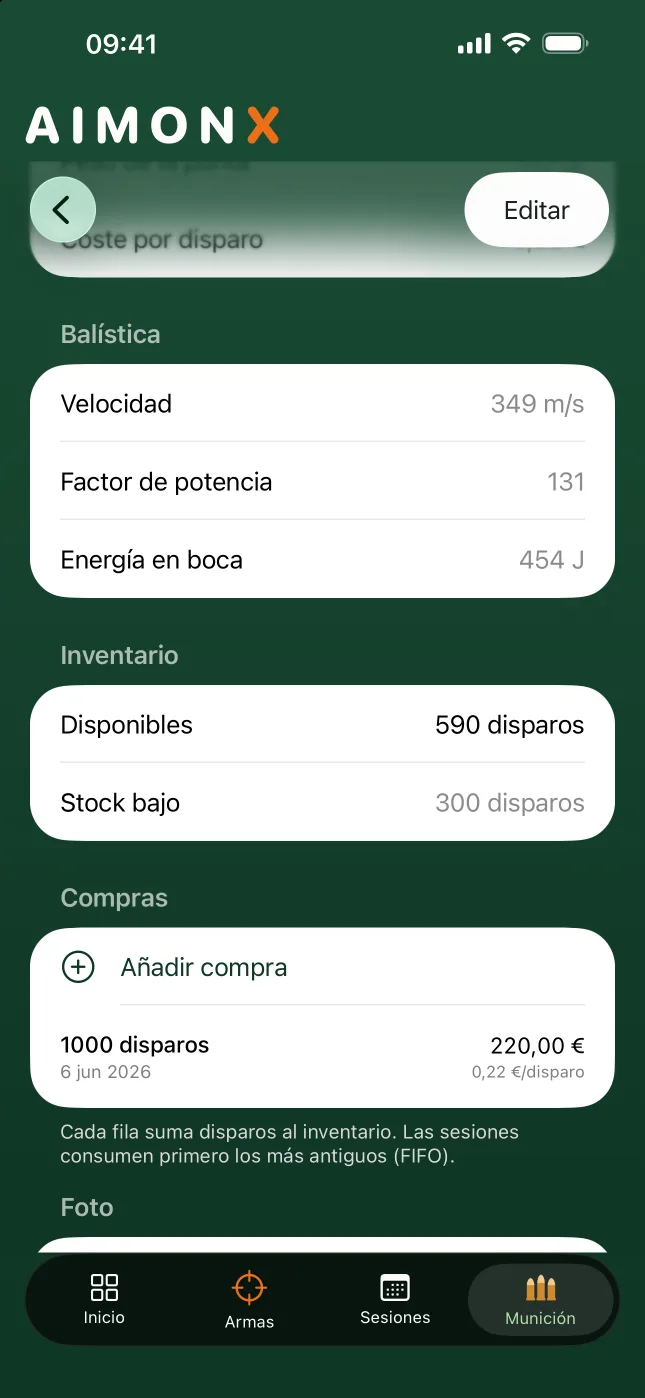 09:41
AIMONX
Editar
Coste por disparo
Balística
Velocidad 349 m/s
Factor de potencia 131
Energía en boca 454 J
Inventario
Disponibles 590 disparos
Stock bajo 300 disparos
Compras
Añadir compra
1000 disparos 220,00 €
6 jun 2026 0,22 €/disparo
Cada fila suma disparos al inventario. Las sesiones
consumen primero los más antiguos (FIFO).
Foto
Inicio Armas Sesiones Munición